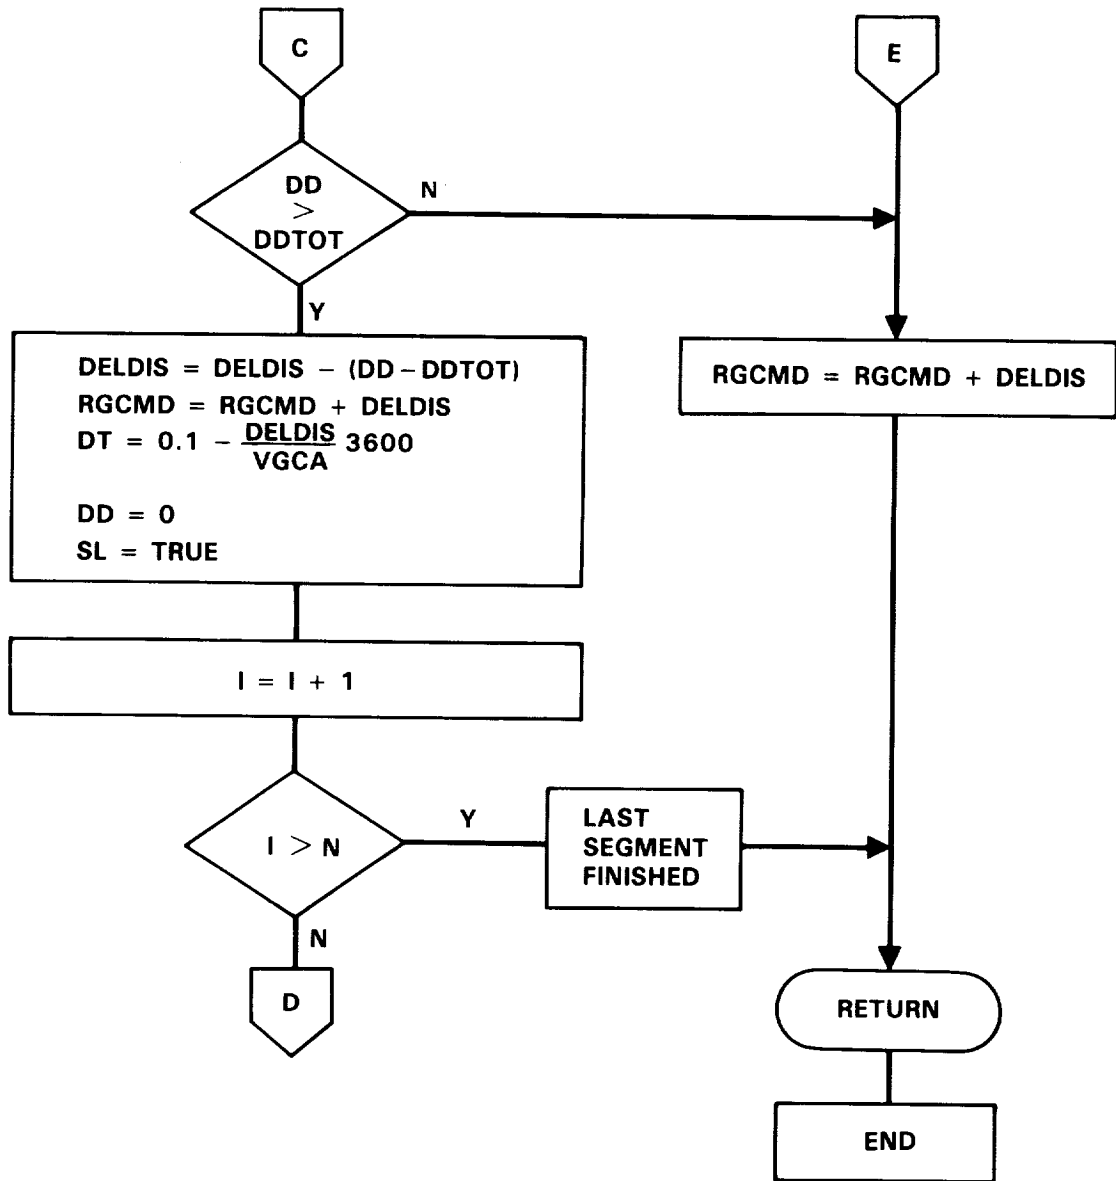 C
E
DD
>
DDTOT
N
Y
DELDIS = DELDIS – (DD – DDTOT)
RGCMD = RGCMD + DELDIS
DT = 0.1 – DELDIS/VGCA 3600
DD = 0
SL = TRUE
RGCMD = RGCMD + DELDIS
I = I + 1
I > N
Y
LAST
SEGMENT
FINISHED
N
D
RETURN
END